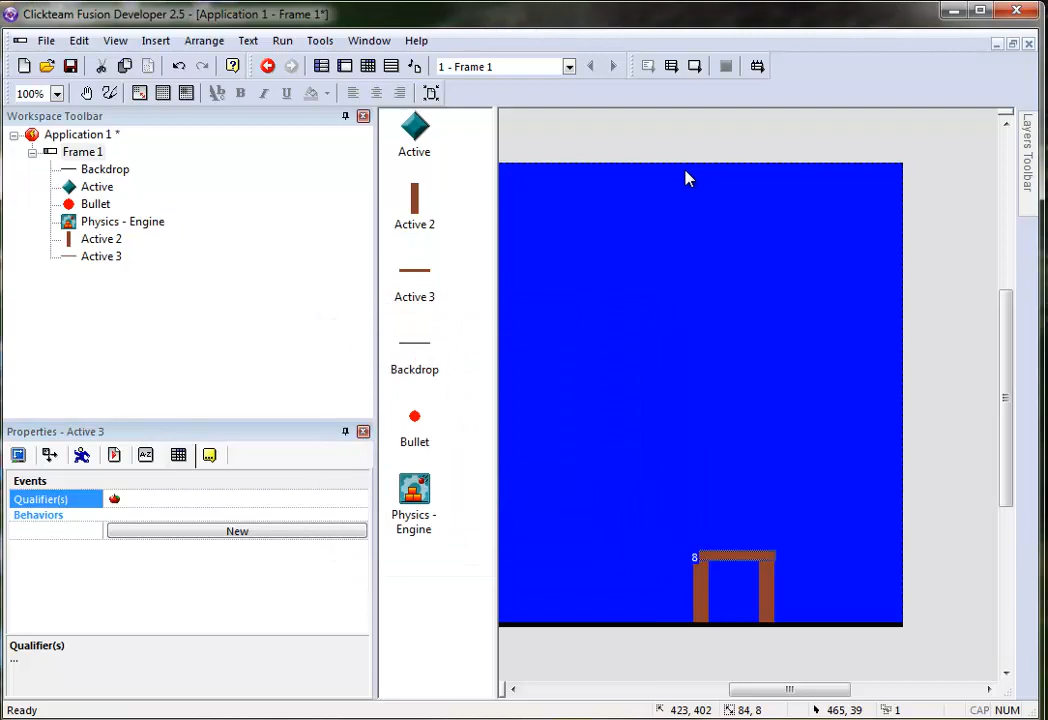 Clickteam Fusion Developer 2.5 - [Application 1 - Frame 1*]
File Edit View Insert Arrange Text Run Tools Window Help
1 - Frame 1
100% B I U
Workspace Toolbar
Application 1 *
Frame 1
Backdrop
Active
Bullet
Physics - Engine
Active 2
Active 3
Active
Active 2
Active 3
Backdrop
Bullet
Physics -
Engine
8
Layers Toolbar
Properties - Active 3
A-Z
Events
Qualifier(s)
Behaviors
New
Qualifier(s)
...
Ready 423, 402 84, 8 465, 39 1 CAP NUM